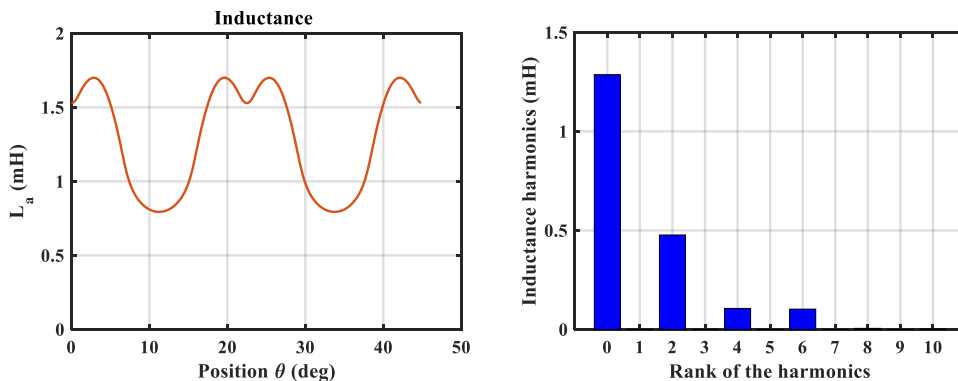 Inductance
2
1.5
1
0.5
0
L a (mH)
0 10 20 30 40 50
Position θ (deg)
1.5
1
0.5
0
Inductance harmonics (mH)
0 1 2 3 4 5 6 7 8 9 10
Rank of the harmonics